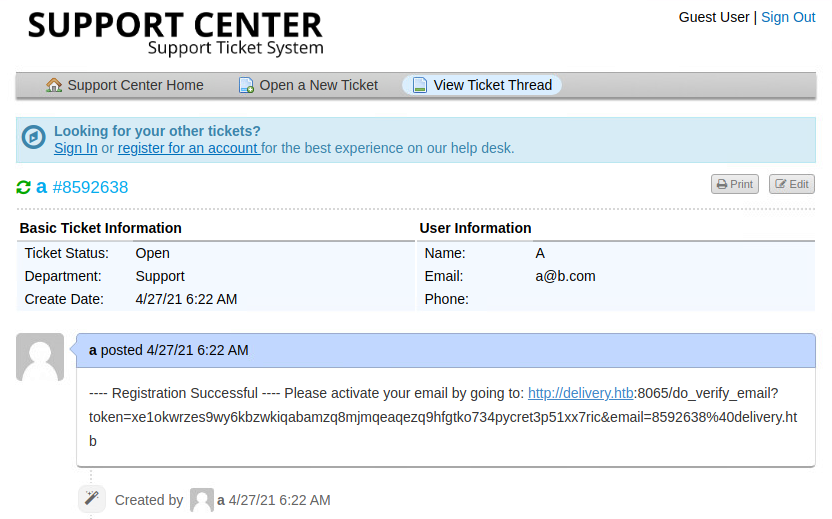 SUPPORT CENTER
Support Ticket System
Guest User | Sign Out
Support Center Home
Open a New Ticket
View Ticket Thread
Looking for your other tickets?
Sign In or register for an account for the best experience on our help desk.
a #8592638
Print
Edit
Basic Ticket Information
Ticket Status: Open
Department: Support
Create Date: 4/27/21 6:22 AM
User Information
Name: A
Email: a@b.com
Phone:
a posted 4/27/21 6:22 AM
---- Registration Successful ---- Please activate your email by going to: http://delivery.htb:8065/do_verify_email?
token=xe1okwrzes9wy6kbzwkiqabamzq8mjmqeaqezq9hfgtko734pycret3p51xx7ric&email=8592638%40delivery.ht
b
Created by a 4/27/21 6:22 AM